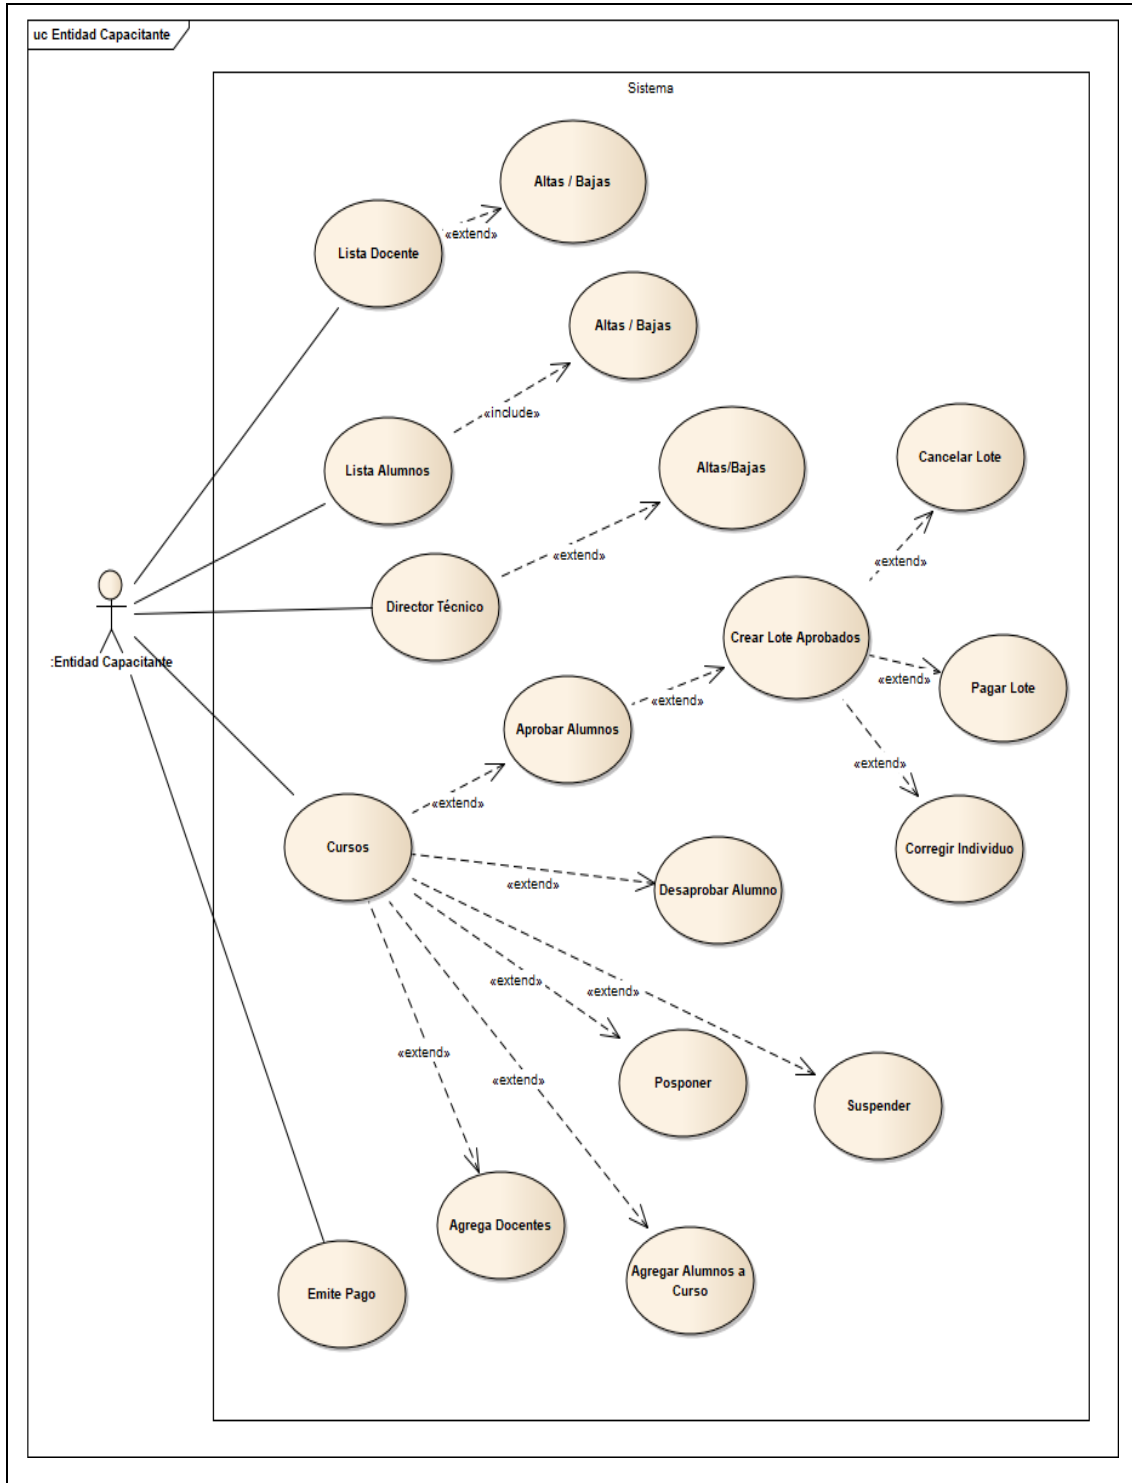 uc Entidad Capacitante
Sistema
Altas / Bajas
«extend»
Lista Docente
Altas / Bajas
«include»
Lista Alumnos
Altas/Bajas
Cancelar Lote
«extend»
«extend»
Director Técnico
Crear Lote Aprobados
:Entidad Capacitante
«extend»
Pagar Lote
«extend»
Aprobar Alumnos
«extend»
«extend»
Cursos
Corregir Individuo
«extend»
Desaprobar Alumno
«extend»
«extend»
«extend»
«extend»
Posponer
Suspender
Agrega Docentes
Agregar Alumnos a
Curso
Emite Pago